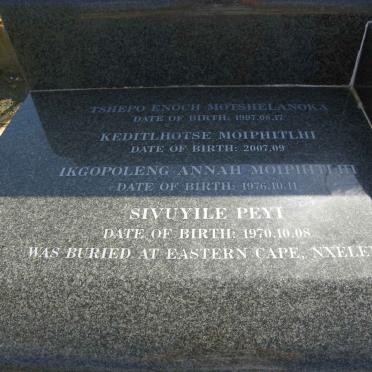 TSHEPO ENOCH MOTSHELANOKA
DATE OF BIRTH: 1997.08.17
KEDITLHOTSE MOIPHITLHI
DATE OF BIRTH: 2007.09
IKGOPOLENG ANNAH MOIPHITLHI
DATE OF BIRTH: 1976.10.11
SIVUYILE PEYI
DATE OF BIRTH: 1970.10.08
WAS BURIED AT EASTERN CAPE, NXELE